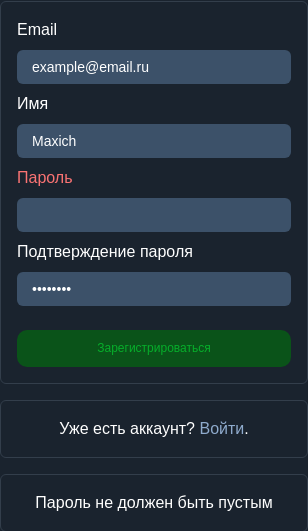 Email
example@email.ru
Имя
Maxich
Пароль
Подтверждение пароля
••••••••
Зарегистрироваться
Уже есть аккаунт? Войти.
Пароль не должен быть пустым